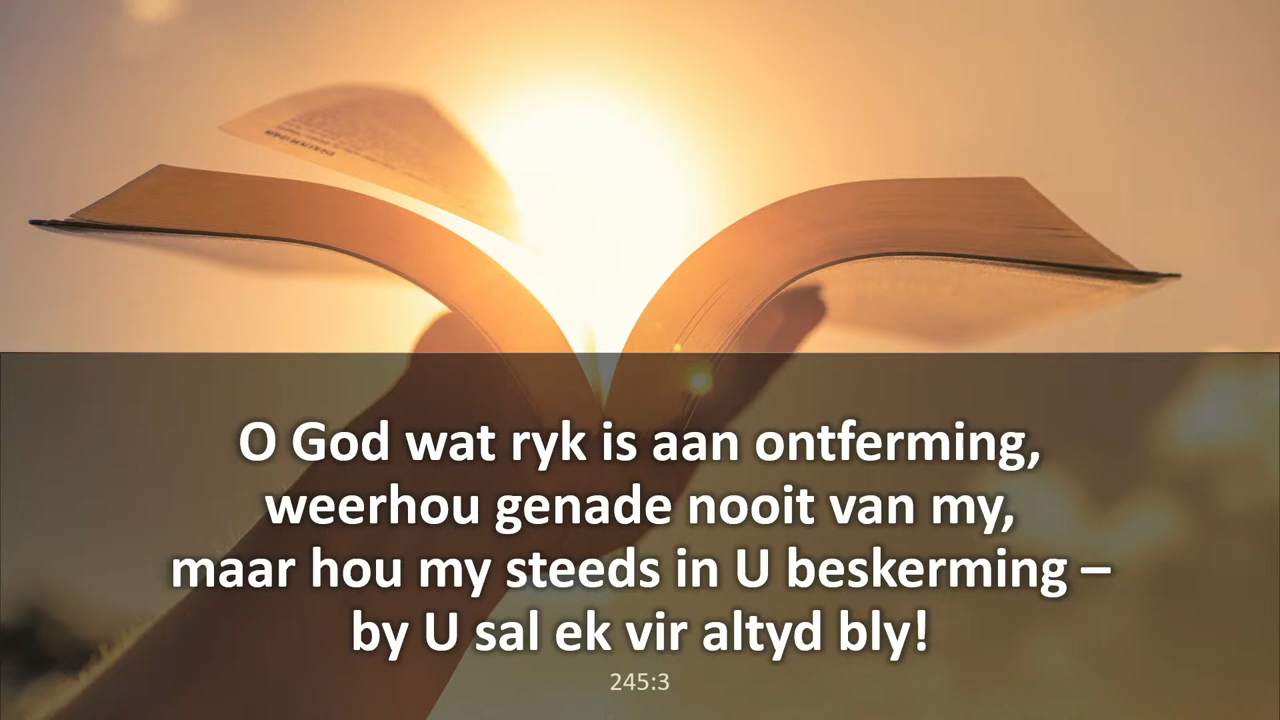 O God wat ryk is aan ontferming,
weerhou genade nooit van my,
maar hou my steeds in U beskerming –
by U sal ek vir altyd bly!
245:3